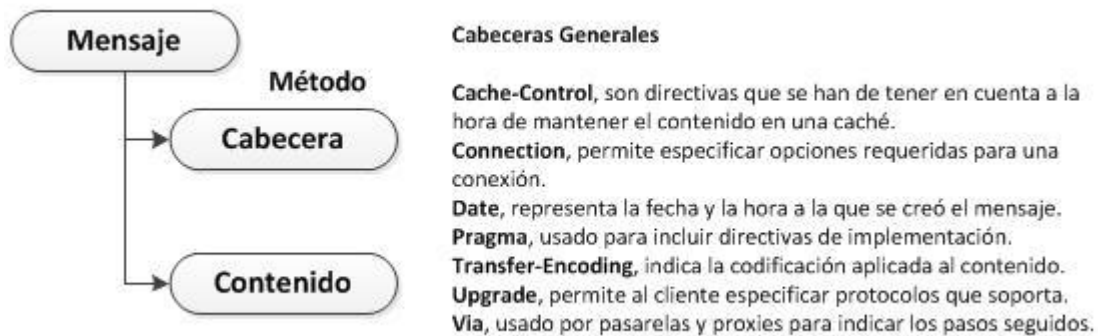 Mensaje
Método
Cabecera
Contenido
Cabeceras Generales
Cache-Control, son directivas que se han de tener en cuenta a la
hora de mantener el contenido en una caché.
Connection, permite especificar opciones requeridas para una
conexión.
Date, representa la fecha y la hora a la que se creó el mensaje.
Pragma, usado para incluir directivas de implementación.
Transfer-Encoding, indica la codificación aplicada al contenido.
Upgrade, permite al cliente especificar protocolos que soporta.
Via, usado por pasarelas y proxies para indicar los pasos seguidos.